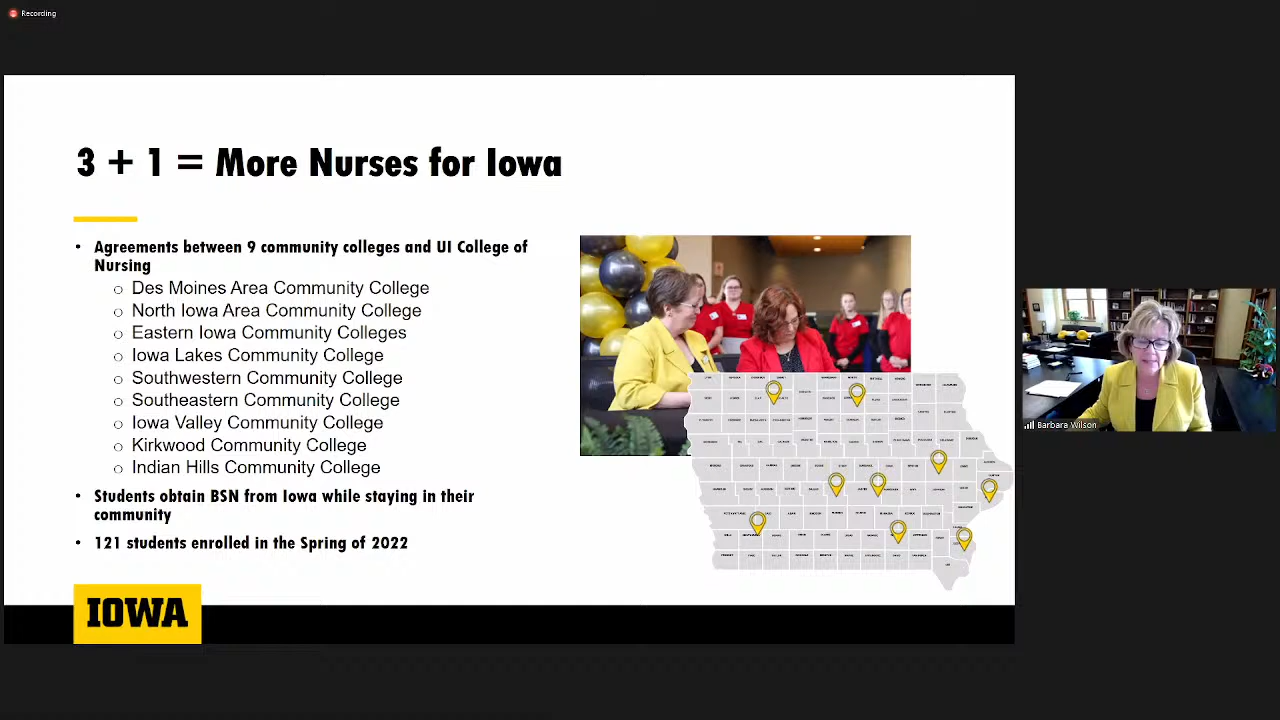 Recording
3 + 1 = More Nurses for Iowa
• Agreements between 9 community colleges and UI College of
Nursing
o Des Moines Area Community College
o North Iowa Area Community College
o Eastern Iowa Community Colleges
o Iowa Lakes Community College
o Southwestern Community College
o Southeastern Community College
o Iowa Valley Community College
o Kirkwood Community College
o Indian Hills Community College
• Students obtain BSN from Iowa while staying in their
community
• 121 students enrolled in the Spring of 2022
IOWA
Barbara Wilson